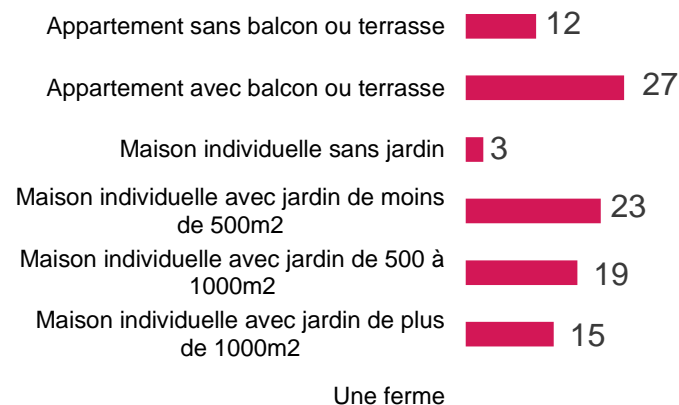 Appartement sans balcon ou terrasse 12
Appartement avec balcon ou terrasse 27
Maison individuelle sans jardin 3
Maison individuelle avec jardin de moins
de 500m2 23
Maison individuelle avec jardin de 500 à
1000m2 19
Maison individuelle avec jardin de plus
de 1000m2 15
Une ferme